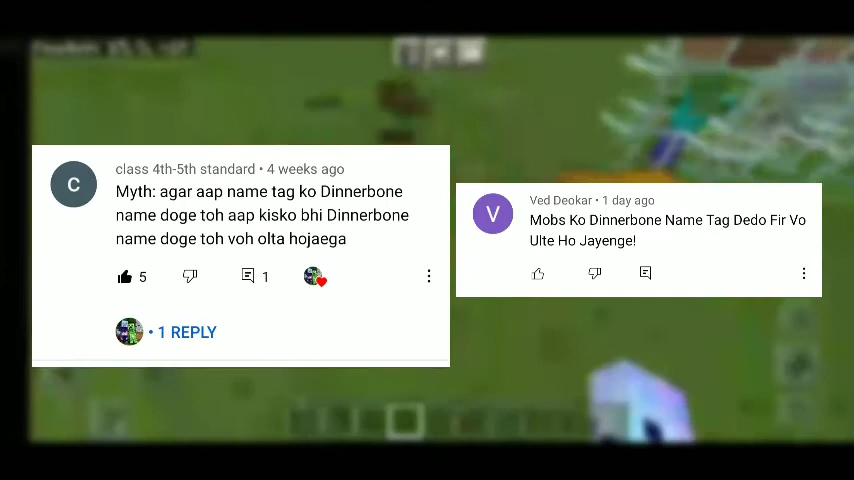 C
class 4th-5th standard • 4 weeks ago
Myth: agar aap name tag ko Dinnerbone
name doge toh aap kisko bhi Dinnerbone
name doge toh voh olta hojaega
5
1
• 1 REPLY
V
Ved Deokar • 1 day ago
Mobs Ko Dinnerbone Name Tag Dedo Fir Vo
Ulte Ho Jayenge!